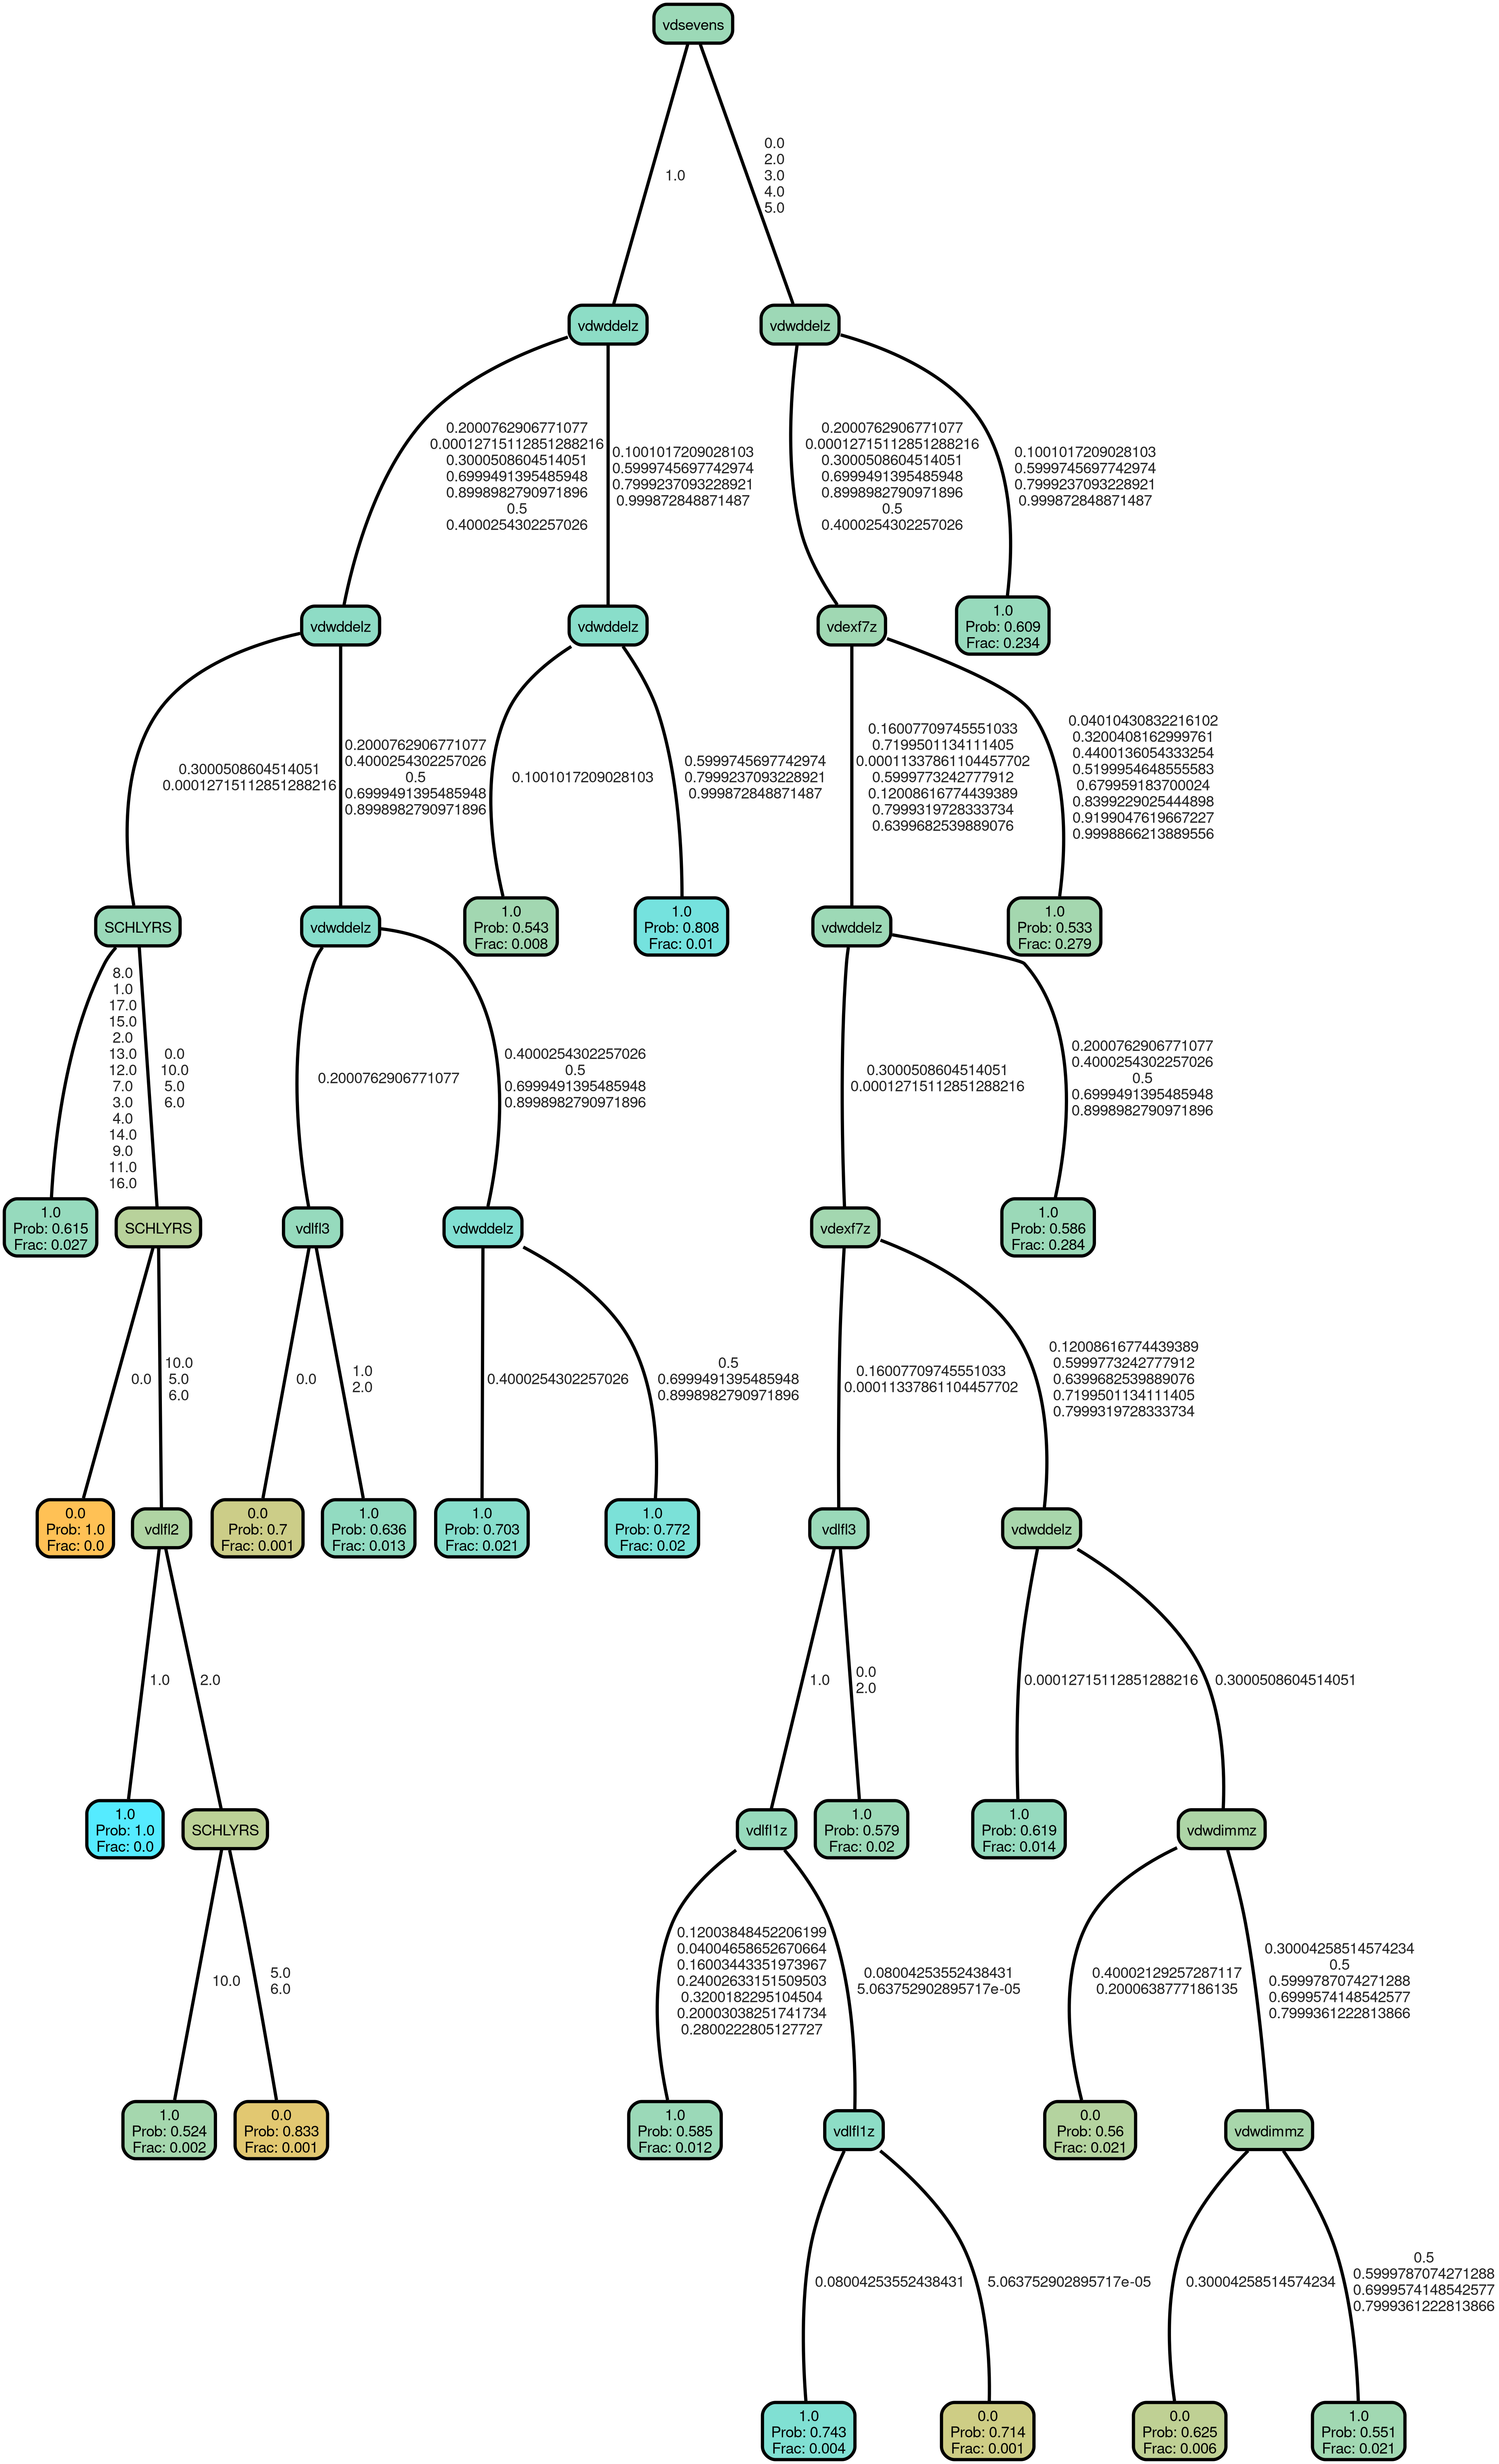 vdsevens
1.0
0.0
2.0
3.0
4.0
5.0
vdwddelz
vdwddelz
0.2000762906771077
0.00012715112851288216
0.3000508604514051
0.6999491395485948
0.8998982790971896
0.5
0.4000254302257026
0.1001017209028103
0.5999745697742974
0.7999237093228921
0.999872848871487
0.2000762906771077
0.00012715112851288216
0.3000508604514051
0.6999491395485948
0.8998982790971896
0.5
0.4000254302257026
0.1001017209028103
0.5999745697742974
0.7999237093228921
0.999872848871487
vdwddelz
vdwddelz
vdexf7z
1.0
Prob: 0.609
Frac: 0.234
0.3000508604514051
0.00012715112851288216
0.2000762906771077
0.4000254302257026
0.5
0.6999491395485948
0.8998982790971896
0.1001017209028103
0.5999745697742974
0.7999237093228921
0.999872848871487
0.16007709745551033
0.7199501134111405
0.00011337861104457702
0.5999773242777912
0.12008616774439389
0.7999319728333734
0.6399682539889076
0.04010430832216102
0.3200408162999761
0.4400136054333254
0.5199954648555583
0.679959183700024
0.8399229025444898
0.9199047619667227
0.9998866213889556
SCHLYRS
vdwddelz
1.0
Prob: 0.543
Frac: 0.008
1.0
Prob: 0.808
Frac: 0.01
vdwddelz
1.0
Prob: 0.533
Frac: 0.279
8.0
1.0
17.0
15.0
2.0
13.0
12.0
7.0
3.0
4.0
14.0
9.0
11.0
16.0
0.0
10.0
5.0
6.0
0.2000762906771077
0.4000254302257026
0.5
0.6999491395485948
0.8998982790971896
0.3000508604514051
0.00012715112851288216
0.2000762906771077
0.4000254302257026
0.5
0.6999491395485948
0.8998982790971896
1.0
Prob: 0.615
Frac: 0.027
SCHLYRS
vdlfl3
vdwddelz
vdexf7z
1.0
Prob: 0.586
Frac: 0.284
0.0
10.0
5.0
6.0
0.0
1.0
2.0
0.4000254302257026
0.5
0.6999491395485948
0.8998982790971896
0.16007709745551033
0.00011337861104457702
0.12008616774439389
0.5999773242777912
0.6399682539889076
0.7199501134111405
0.7999319728333734
0.0
Prob: 1.0
Frac: 0.0
vdlfl2
0.0
Prob: 0.7
Frac: 0.001
1.0
Prob: 0.636
Frac: 0.013
1.0
Prob: 0.703
Frac: 0.021
1.0
Prob: 0.772
Frac: 0.02
vdlfl3
vdwddelz
1.0
2.0
1.0
0.0
2.0
0.00012715112851288216
0.3000508604514051
1.0
Prob: 1.0
Frac: 0.0
SCHLYRS
vdlfl1z
1.0
Prob: 0.579
Frac: 0.02
1.0
Prob: 0.619
Frac: 0.014
vdwdimmz
10.0
5.0
6.0
0.12003848452206199
0.04004658652670664
0.16003443351973967
0.24002633151509503
0.3200182295104504
0.20003038251741734
0.2800222805127727
0.08004253552438431
5.063752902895717e-05
0.40002129257287117
0.2000638777186135
0.30004258514574234
0.5
0.5999787074271288
0.6999574148542577
0.7999361222813866
1.0
Prob: 0.524
Frac: 0.002
0.0
Prob: 0.833
Frac: 0.001
1.0
Prob: 0.585
Frac: 0.012
vdlfl1z
0.0
Prob: 0.56
Frac: 0.021
vdwdimmz
0.08004253552438431
5.063752902895717e-05
0.30004258514574234
0.5
0.5999787074271288
0.6999574148542577
0.7999361222813866
1.0
Prob: 0.743
Frac: 0.004
0.0
Prob: 0.714
Frac: 0.001
0.0
Prob: 0.625
Frac: 0.006
1.0
Prob: 0.551
Frac: 0.021